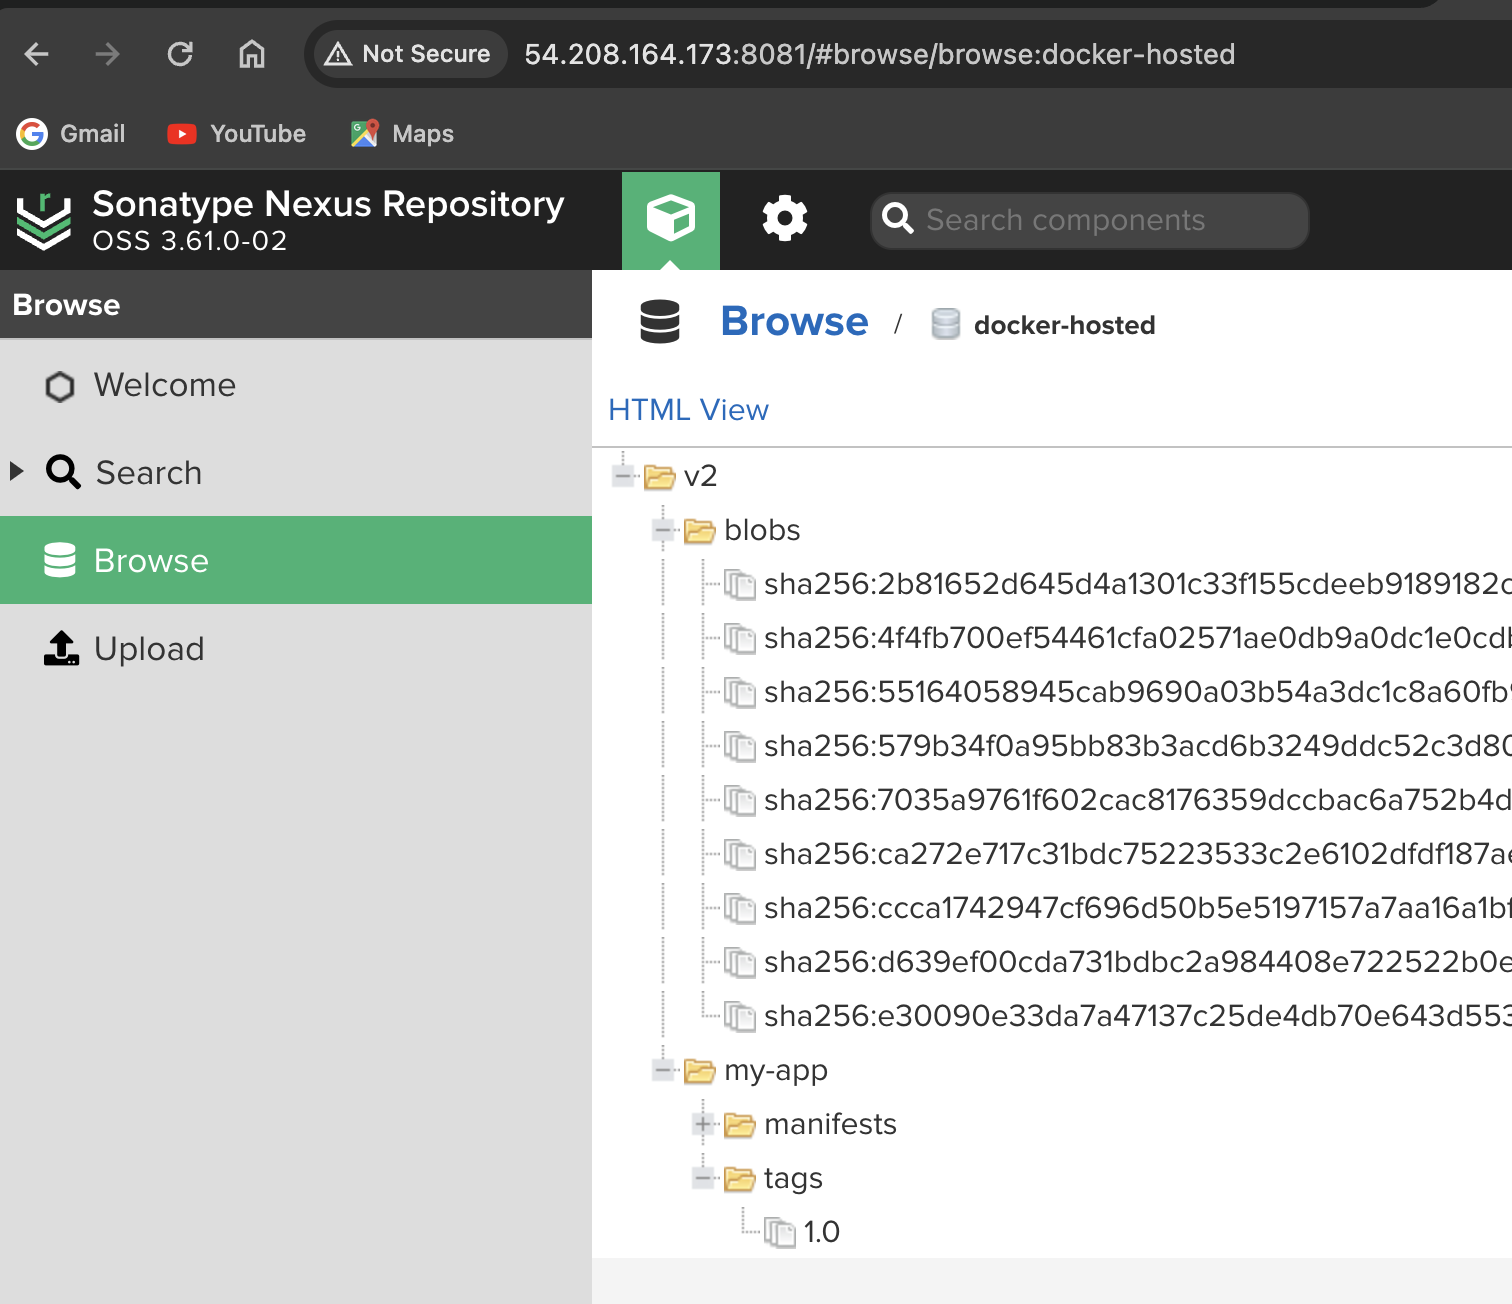 Not Secure 54.208.164.173:8081/#browse/browse:docker-hosted
Gmail YouTube Maps
Sonatype Nexus Repository
OSS 3.61.0-02
Search components
Browse
Welcome
Search
Browse
Upload
Browse / docker-hosted
HTML View
v2
blobs
sha256:2b81652d645d4a1301c33f155cdeeb9189182c
sha256:4f4fb700ef54461cfa02571ae0db9a0dc1e0cdb
sha256:55164058945cab9690a03b54a3dc1c8a60fb9
sha256:579b34f0a95bb83b3acd6b3249ddc52c3d80
sha256:7035a9761f602cac8176359dccbac6a752b4d
sha256:ca272e717c31bdc75223533c2e6102dfdf187ae
sha256:ccca1742947cf696d50b5e5197157a7aa16a1bf
sha256:d639ef00cda731bdbc2a984408e722522b0e
sha256:e30090e33da7a47137c25de4db70e643d553
my-app
manifests
tags
1.0